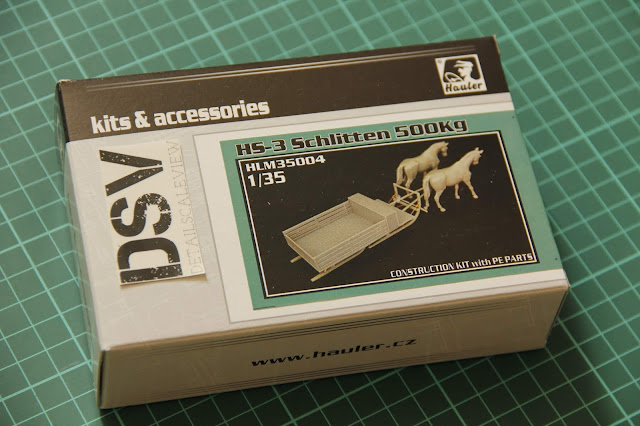 Hauler
kits & accessories
HS-3 Schlitten 500Kg
HLM35004
1/35
DSV
DETAILSCALEVIEW
CONSTRUCTION KIT with PE PARTS
www.hauler.cz